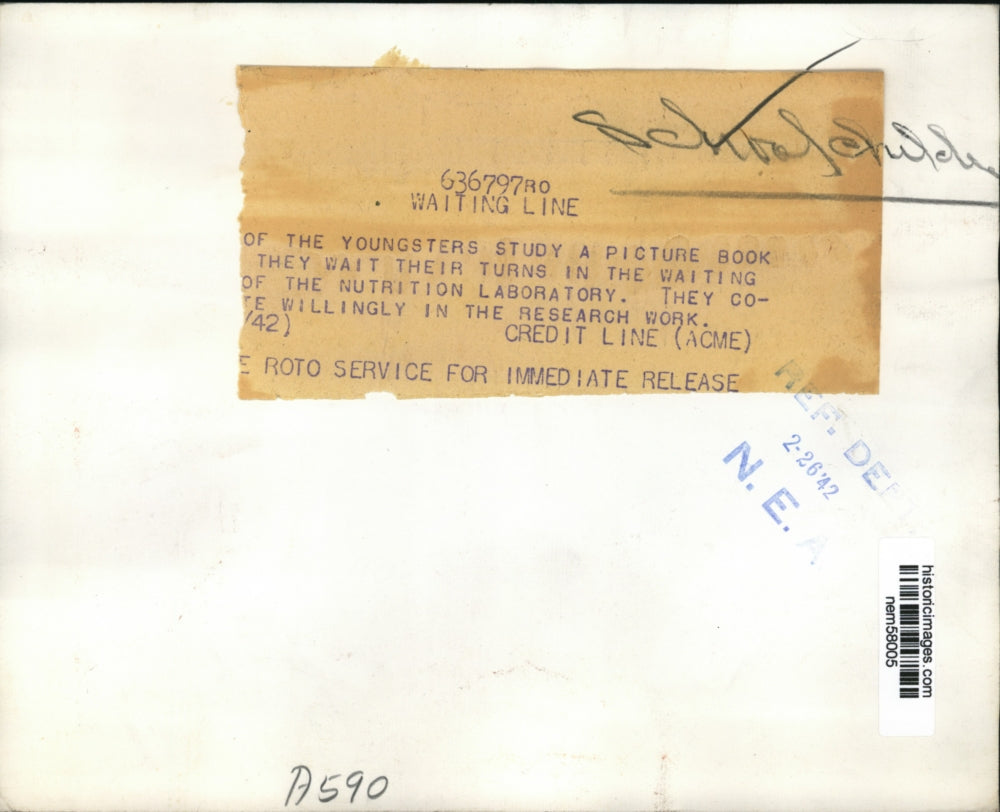 School Children
636797RO
WAITING LINE
OF THE YOUNGSTERS STUDY A PICTURE BOOK
THEY WAIT THEIR TURNS IN THE WAITING
OF THE NUTRITION LABORATORY. THEY CO-
TE WILLINGLY IN THE RESEARCH WORK.
/42) CREDIT LINE (ACME)
E ROTO SERVICE FOR IMMEDIATE RELEASE
REF. DEPT
2-26'42
N. E. A
historicimages.com
nem58005
A590